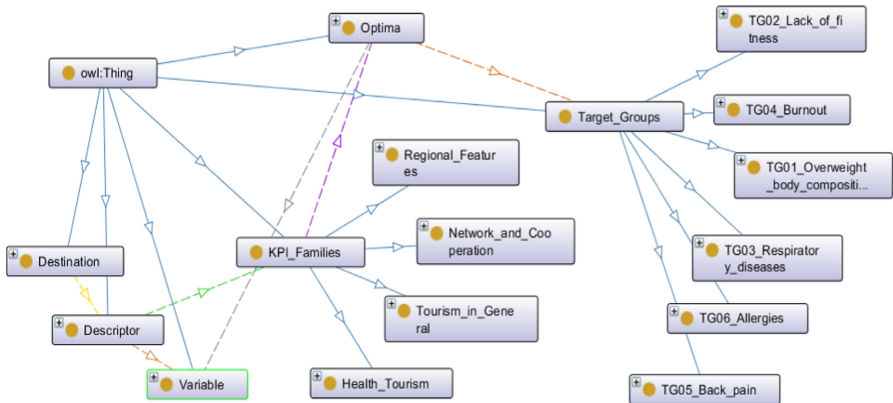 Optima
TG02_Lack_of_fi
tness
owl:Thing
Target_Groups
TG04_Burnout
Regional_Featur
es
TG01_Overweight
_body_compositi...
Network_and_Coo
peration
KPI_Families
TG03_Respirator
y_diseases
Destination
Tourism_in_Gene
ral
TG06_Allergies
Descriptor
Variable
Health_Tourism
TG05_Back_pain